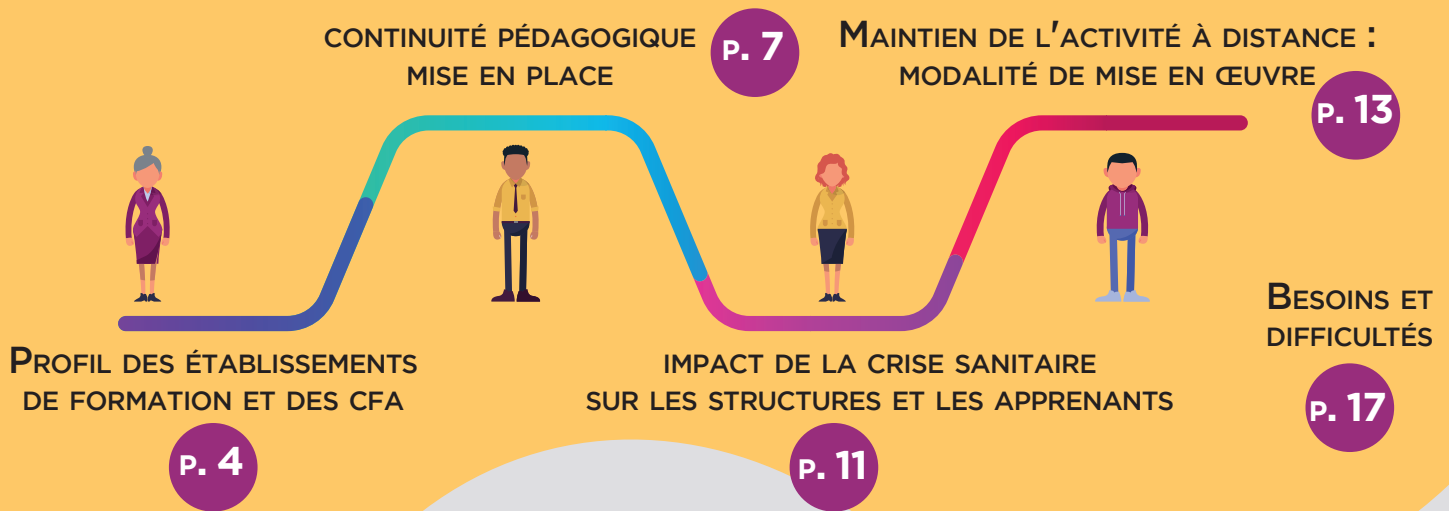 CONTINUITÉ PÉDAGOGIQUE
MISE EN PLACE
P. 7
MAINTIEN DE L'ACTIVITÉ À DISTANCE :
MODALITÉ DE MISE EN ŒUVRE
P. 13
PROFIL DES ÉTABLISSEMENTS
DE FORMATION ET DES CFA
P. 4
IMPACT DE LA CRISE SANITAIRE
SUR LES STRUCTURES ET LES APPRENANTS
P. 11
BESOINS ET
DIFFICULTÉS
P. 17